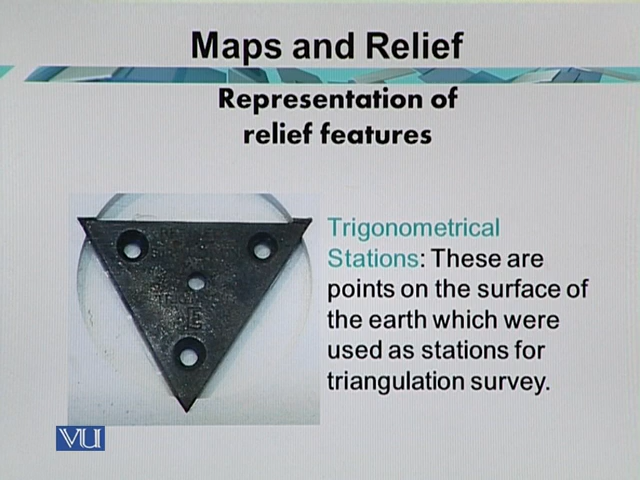 Maps and Relief
Representation of
relief features
Trigonometrical
Stations: These are
points on the surface of
the earth which were
used as stations for
triangulation survey.
VU